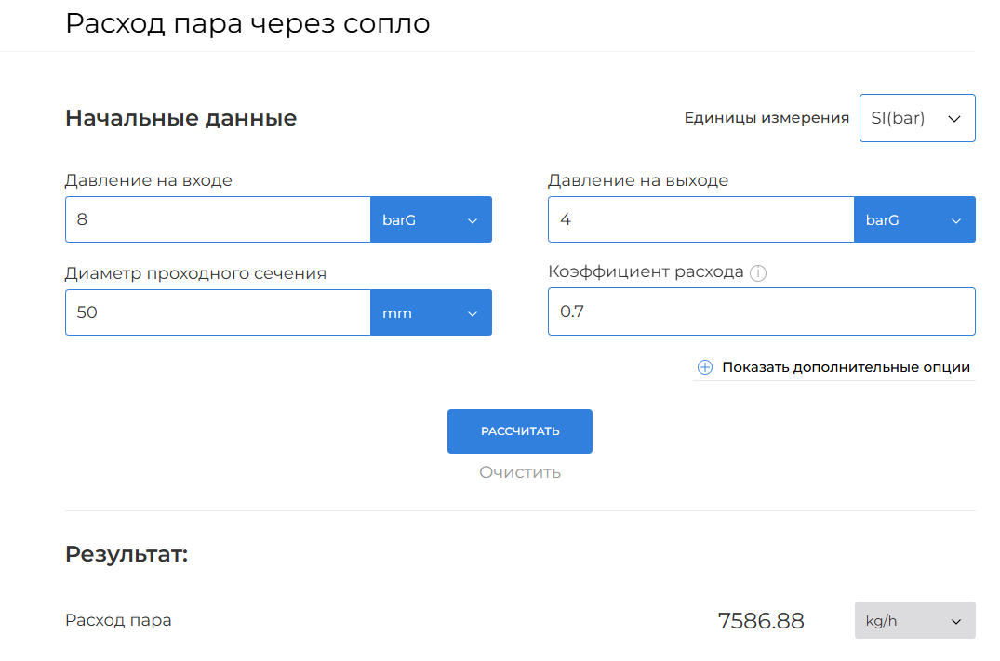 Расход пара через сопло
Начальные данные
Единицы измерения SI(bar)
Давление на входе
8 barG
Давление на выходе
4 barG
Диаметр проходного сечения
50 mm
Коэффициент расхода
0.7
Показать дополнительные опции
РАССЧИТАТЬ
Очистить
Результат:
Расход пара 7586.88 kg/h